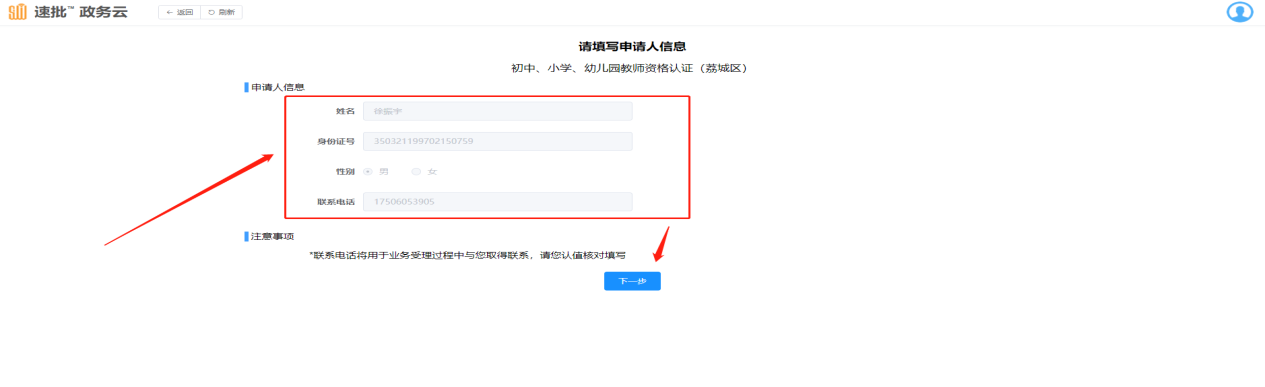 速批™ 政务云 ← 返回 刷新
请填写申请人信息
初中、小学、幼儿园教师资格认证（荔城区）
申请人信息
姓名 徐振宇
身份证号 350321199702150759
性别 男 女
联系电话 17506053905
注意事项
*联系电话将用于业务受理过程中与您取得联系，请您认值核对填写
下一步